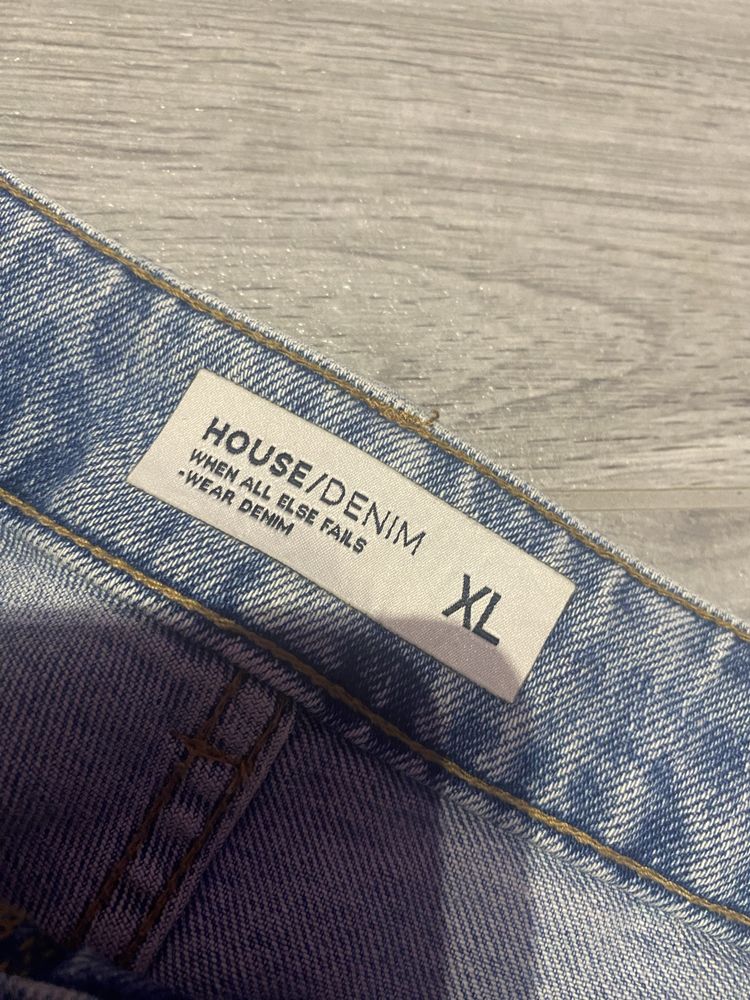 HOUSE/DENIM
WHEN ALL ELSE FAILS
-WEAR DENIM
XL